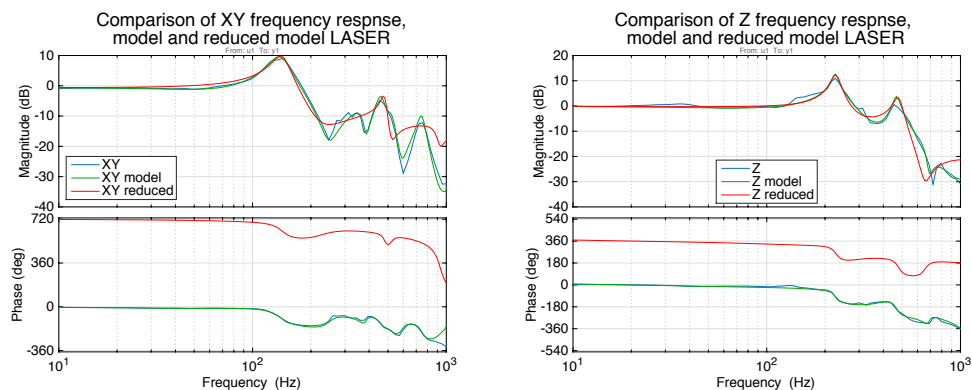 Comparison of XY frequency respnse,
model and reduced model LASER
From: u1 To: y1
10
0
-10
-20
-30
-40
Magnitude (dB)
XY
XY model
XY reduced
720
360
0
-360
Phase (deg)
10^1
10^2
10^3
Frequency (Hz)
Comparison of Z frequency respnse,
model and reduced model LASER
From: u1 To: y1
20
10
0
-10
-20
-30
-40
Magnitude (dB)
Z
Z model
Z reduced
540
360
180
0
-180
-360
-540
Phase (deg)
10^1
10^2
10^3
Frequency (Hz)